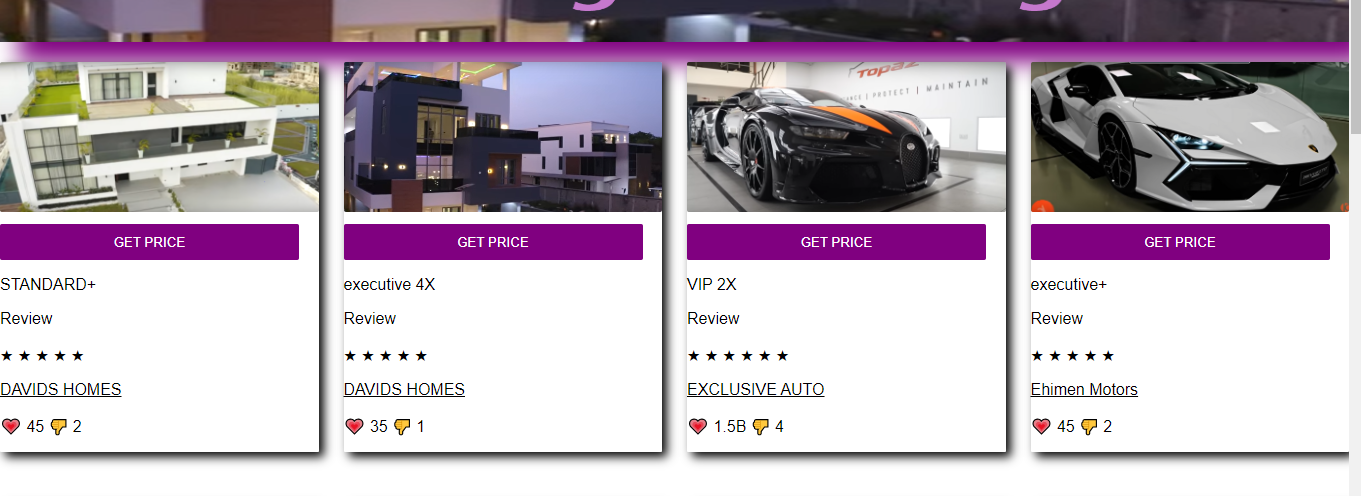 TOPAZ
PROTECT | MAINTAIN
GET PRICE
GET PRICE
GET PRICE
GET PRICE
STANDARD+
executive 4X
VIP 2X
executive+
Review
Review
Review
Review
★ ★ ★ ★ ★
★ ★ ★ ★ ★
★ ★ ★ ★ ★ ★
★ ★ ★ ★ ★
DAVIDS HOMES
DAVIDS HOMES
EXCLUSIVE AUTO
Ehimen Motors
❤️ 45 👎 2
❤️ 35 👎 1
❤️ 1.5B 👎 4
❤️ 45 👎 2